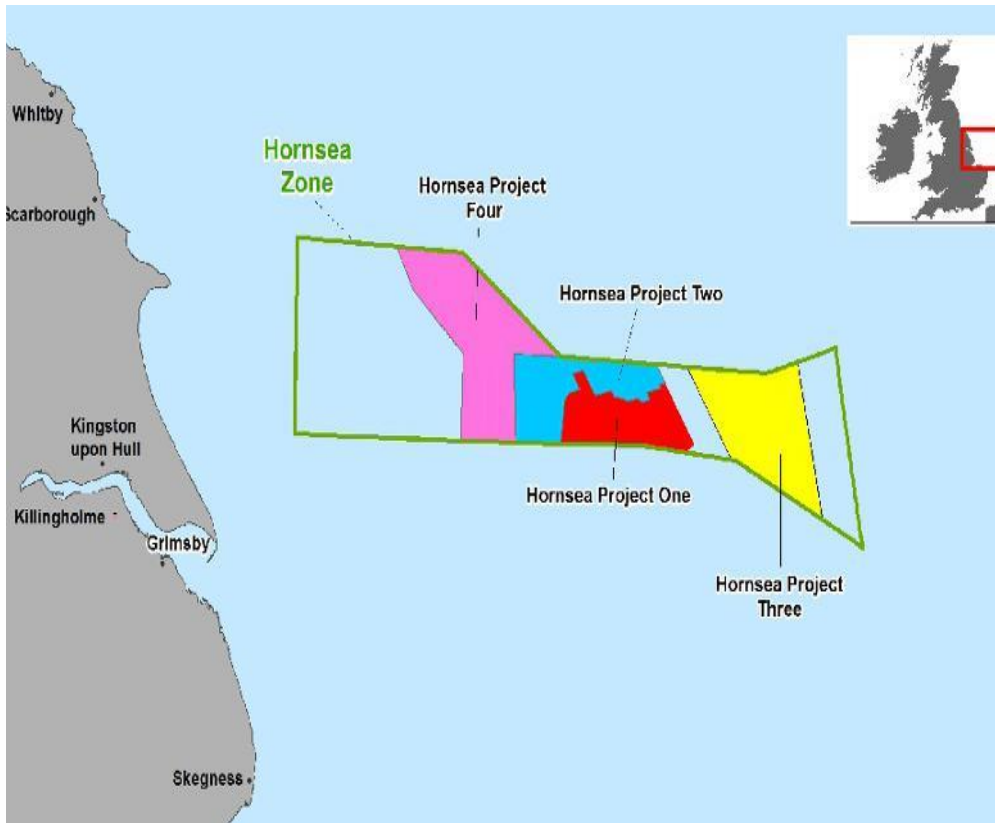 Whitby
Scarborough
Hornsea
Zone
Hornsea Project
Four
Hornsea Project Two
Kingston
upon Hull
Killingholme
Grimsby
Hornsea Project One
Hornsea Project
Three
Skegness